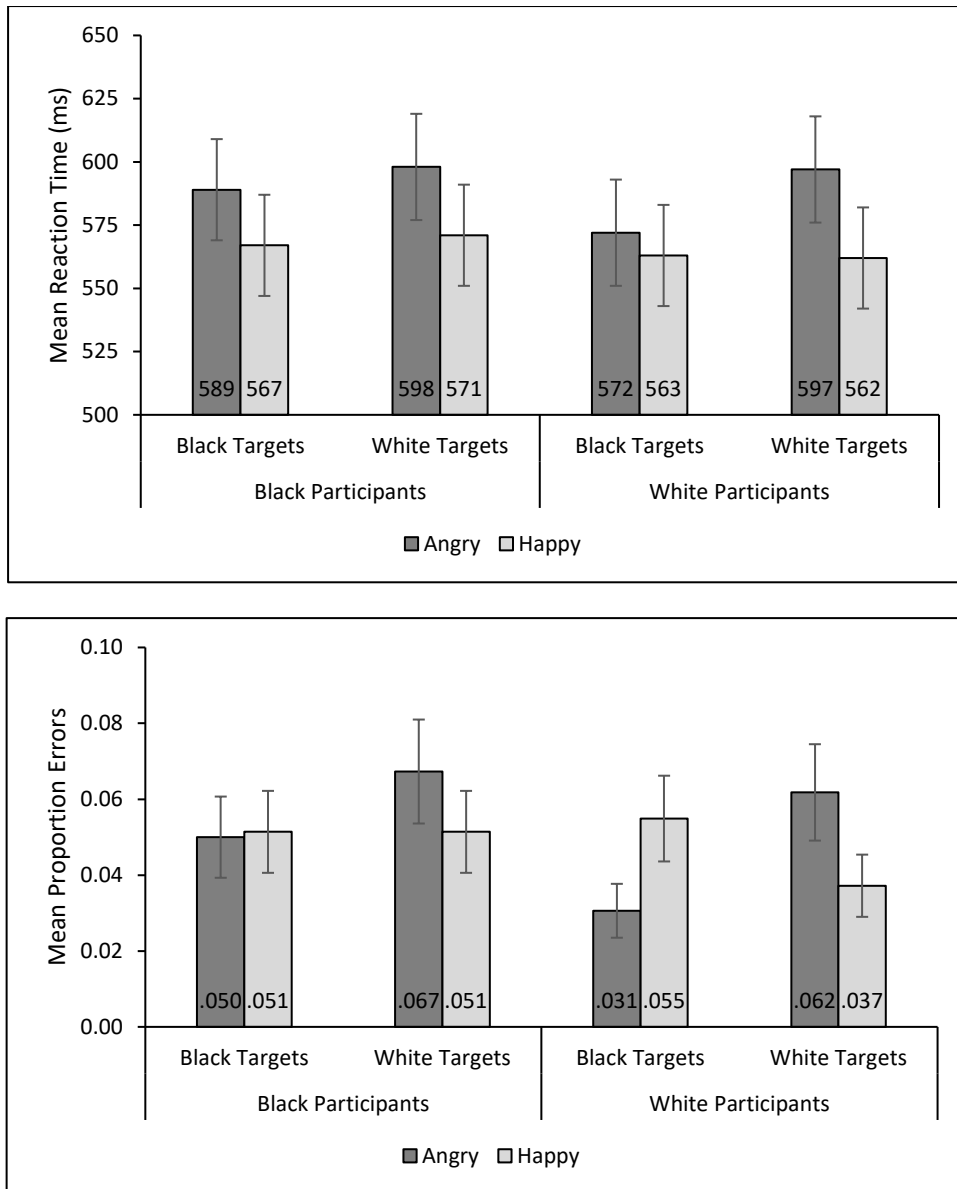 650
625
600
575
550
525
500
Mean Reaction Time (ms)
589 567 598 571 572 563 597 562
Black Targets White Targets Black Targets White Targets
Black Participants White Participants
Angry Happy
0.10
0.08
0.06
0.04
0.02
0.00
Mean Proportion Errors
.050 .051 .067 .051 .031 .055 .062 .037
Black Targets White Targets Black Targets White Targets
Black Participants White Participants
Angry Happy